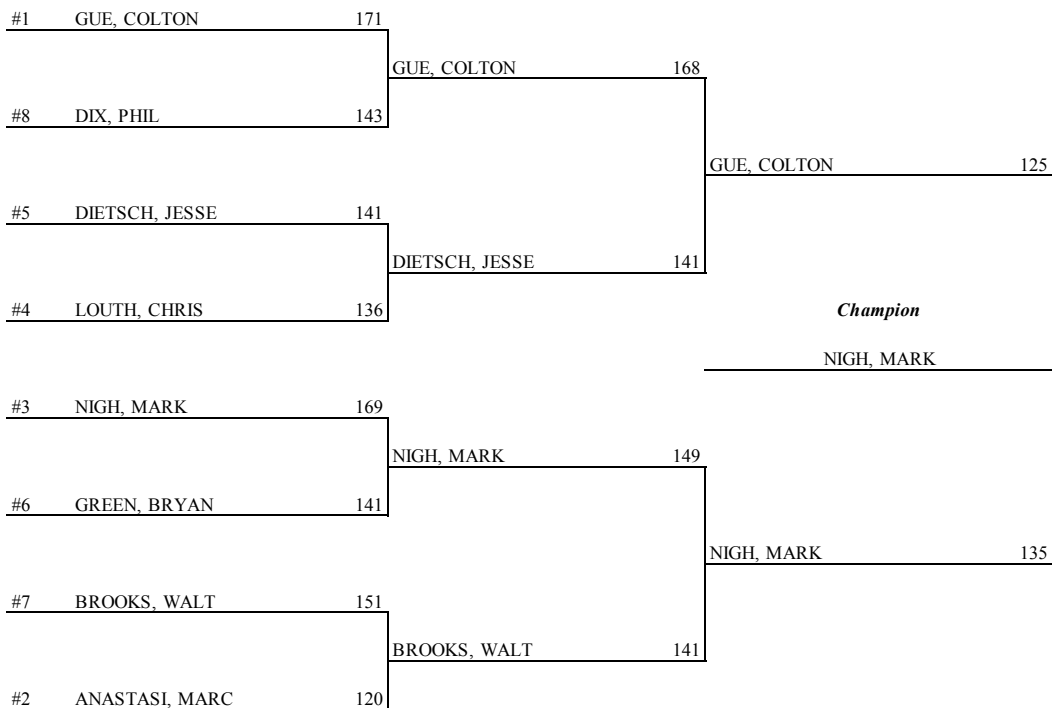 #1 GUE, COLTON 171
GUE, COLTON 168
#8 DIX, PHIL 143
GUE, COLTON 125
#5 DIETSCH, JESSE 141
DIETSCH, JESSE 141
#4 LOUTH, CHRIS 136
Champion
NIGH, MARK
#3 NIGH, MARK 169
NIGH, MARK 149
#6 GREEN, BRYAN 141
NIGH, MARK 135
#7 BROOKS, WALT 151
BROOKS, WALT 141
#2 ANASTASI, MARC 120